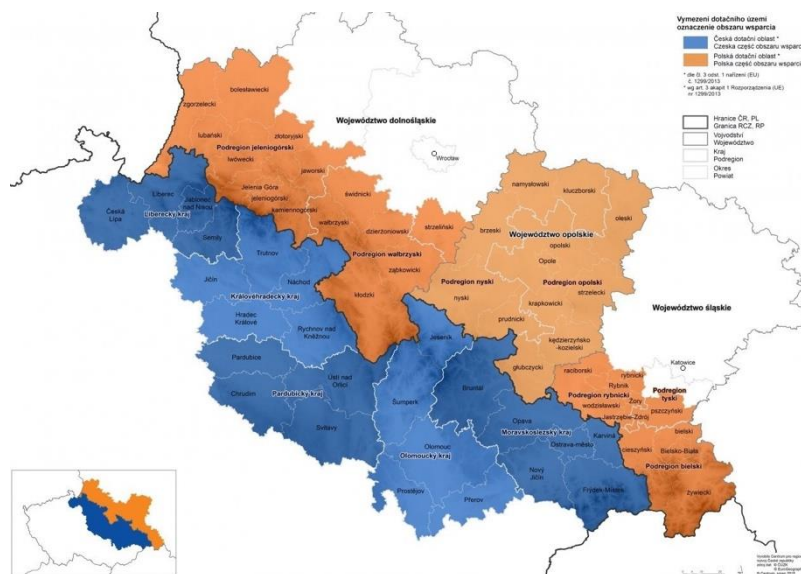 Vymezení dotačního území
oznaczenie obszaru wsparcia
Česká dotační oblast *
Czeska część obszaru wsparcia
Polská dotační oblast *
Polska część obszaru wsparcia
* dle čl. 3 odst. 1 nařízení (EU)
č. 1299/2013
* wg art. 3 akapit 1 Rozporządzenia (UE)
nr 1299/2013
Hranice ČR, PL
Granica RCZ, RP
Vojvodství
Województwo
Kraj
Podregion
Okres
Powiat
bolesławiecki
zgorzelecki
lubański
złotoryjski
Podregion jeleniogórski
lwówecki
jaworski
Jelenia Góra
jeleniogórski
kamiennogórski
świdnicki
wałbrzyski
dzierżoniowski
strzeliński
Podregion wałbrzyski
ząbkowicki
kłodzki
Województwo dolnośląskie
Wrocław
namysłowski
kluczborski
oleski
brzeski
Województwo opolskie
opolski
Opole
Podregion nyski
Podregion opolski
strzelecki
nyski
krapkowicki
prudnicki
kędzierzyńsko-
kozielski
głubczycki
Województwo śląskie
Katowice
raciborski
rybnicki
Rybnik
Podregion
tyski
Podregion rybnicki
Żory
wodzisławski
pszczyński
Jastrzębie-Zdrój
bielski
cieszyński
Bielsko-Biała
Podregion bielski
żywiecki
Česká
Lípa
Liberec
Jablonec
nad Nisou
Liberecký kraj
Semily
Trutnov
Jičín
Náchod
Královéhradecký kraj
Hradec
Králové
Rychnov nad
Kněžnou
Pardubice
Ústí nad
Orlicí
Chrudim
Pardubický kraj
Svitavy
Jeseník
Šumperk
Bruntál
Olomouc
Olomoucký kraj
Prostějov
Přerov
Opava
Moravskoslezský kraj
Ostrava-město
Karviná
Nový
Jičín
Frýdek-Místek